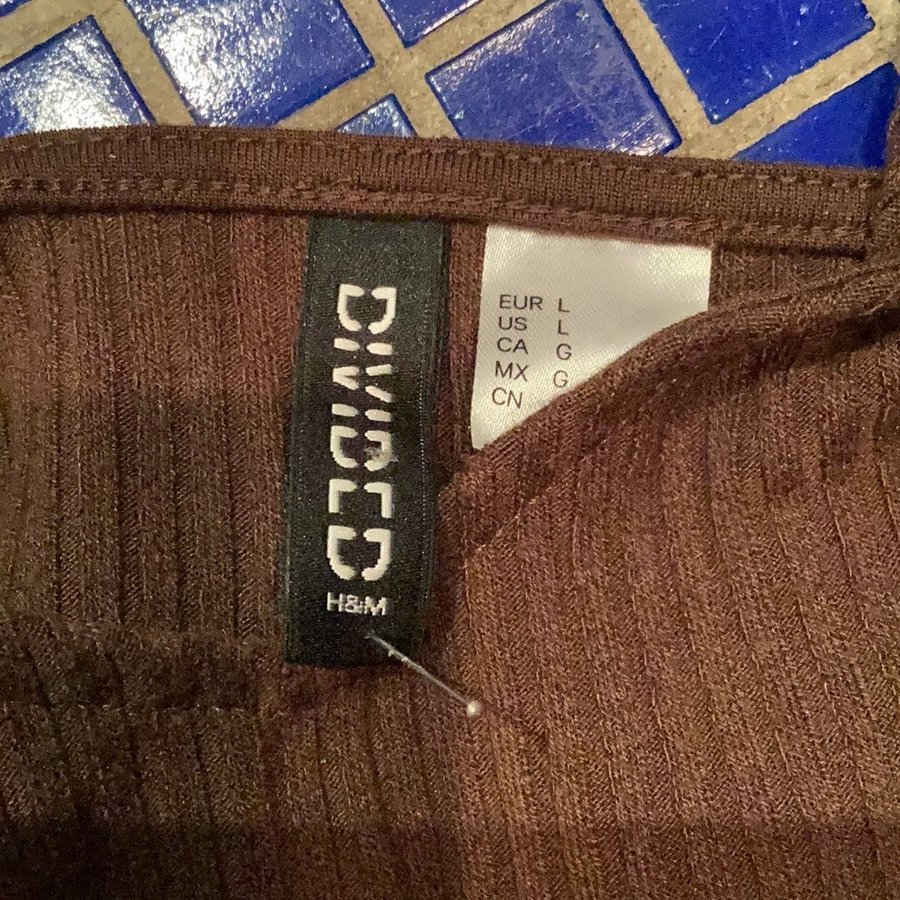 DIVIDED
H&M
EUR L
US L
CA G
MX G
CN